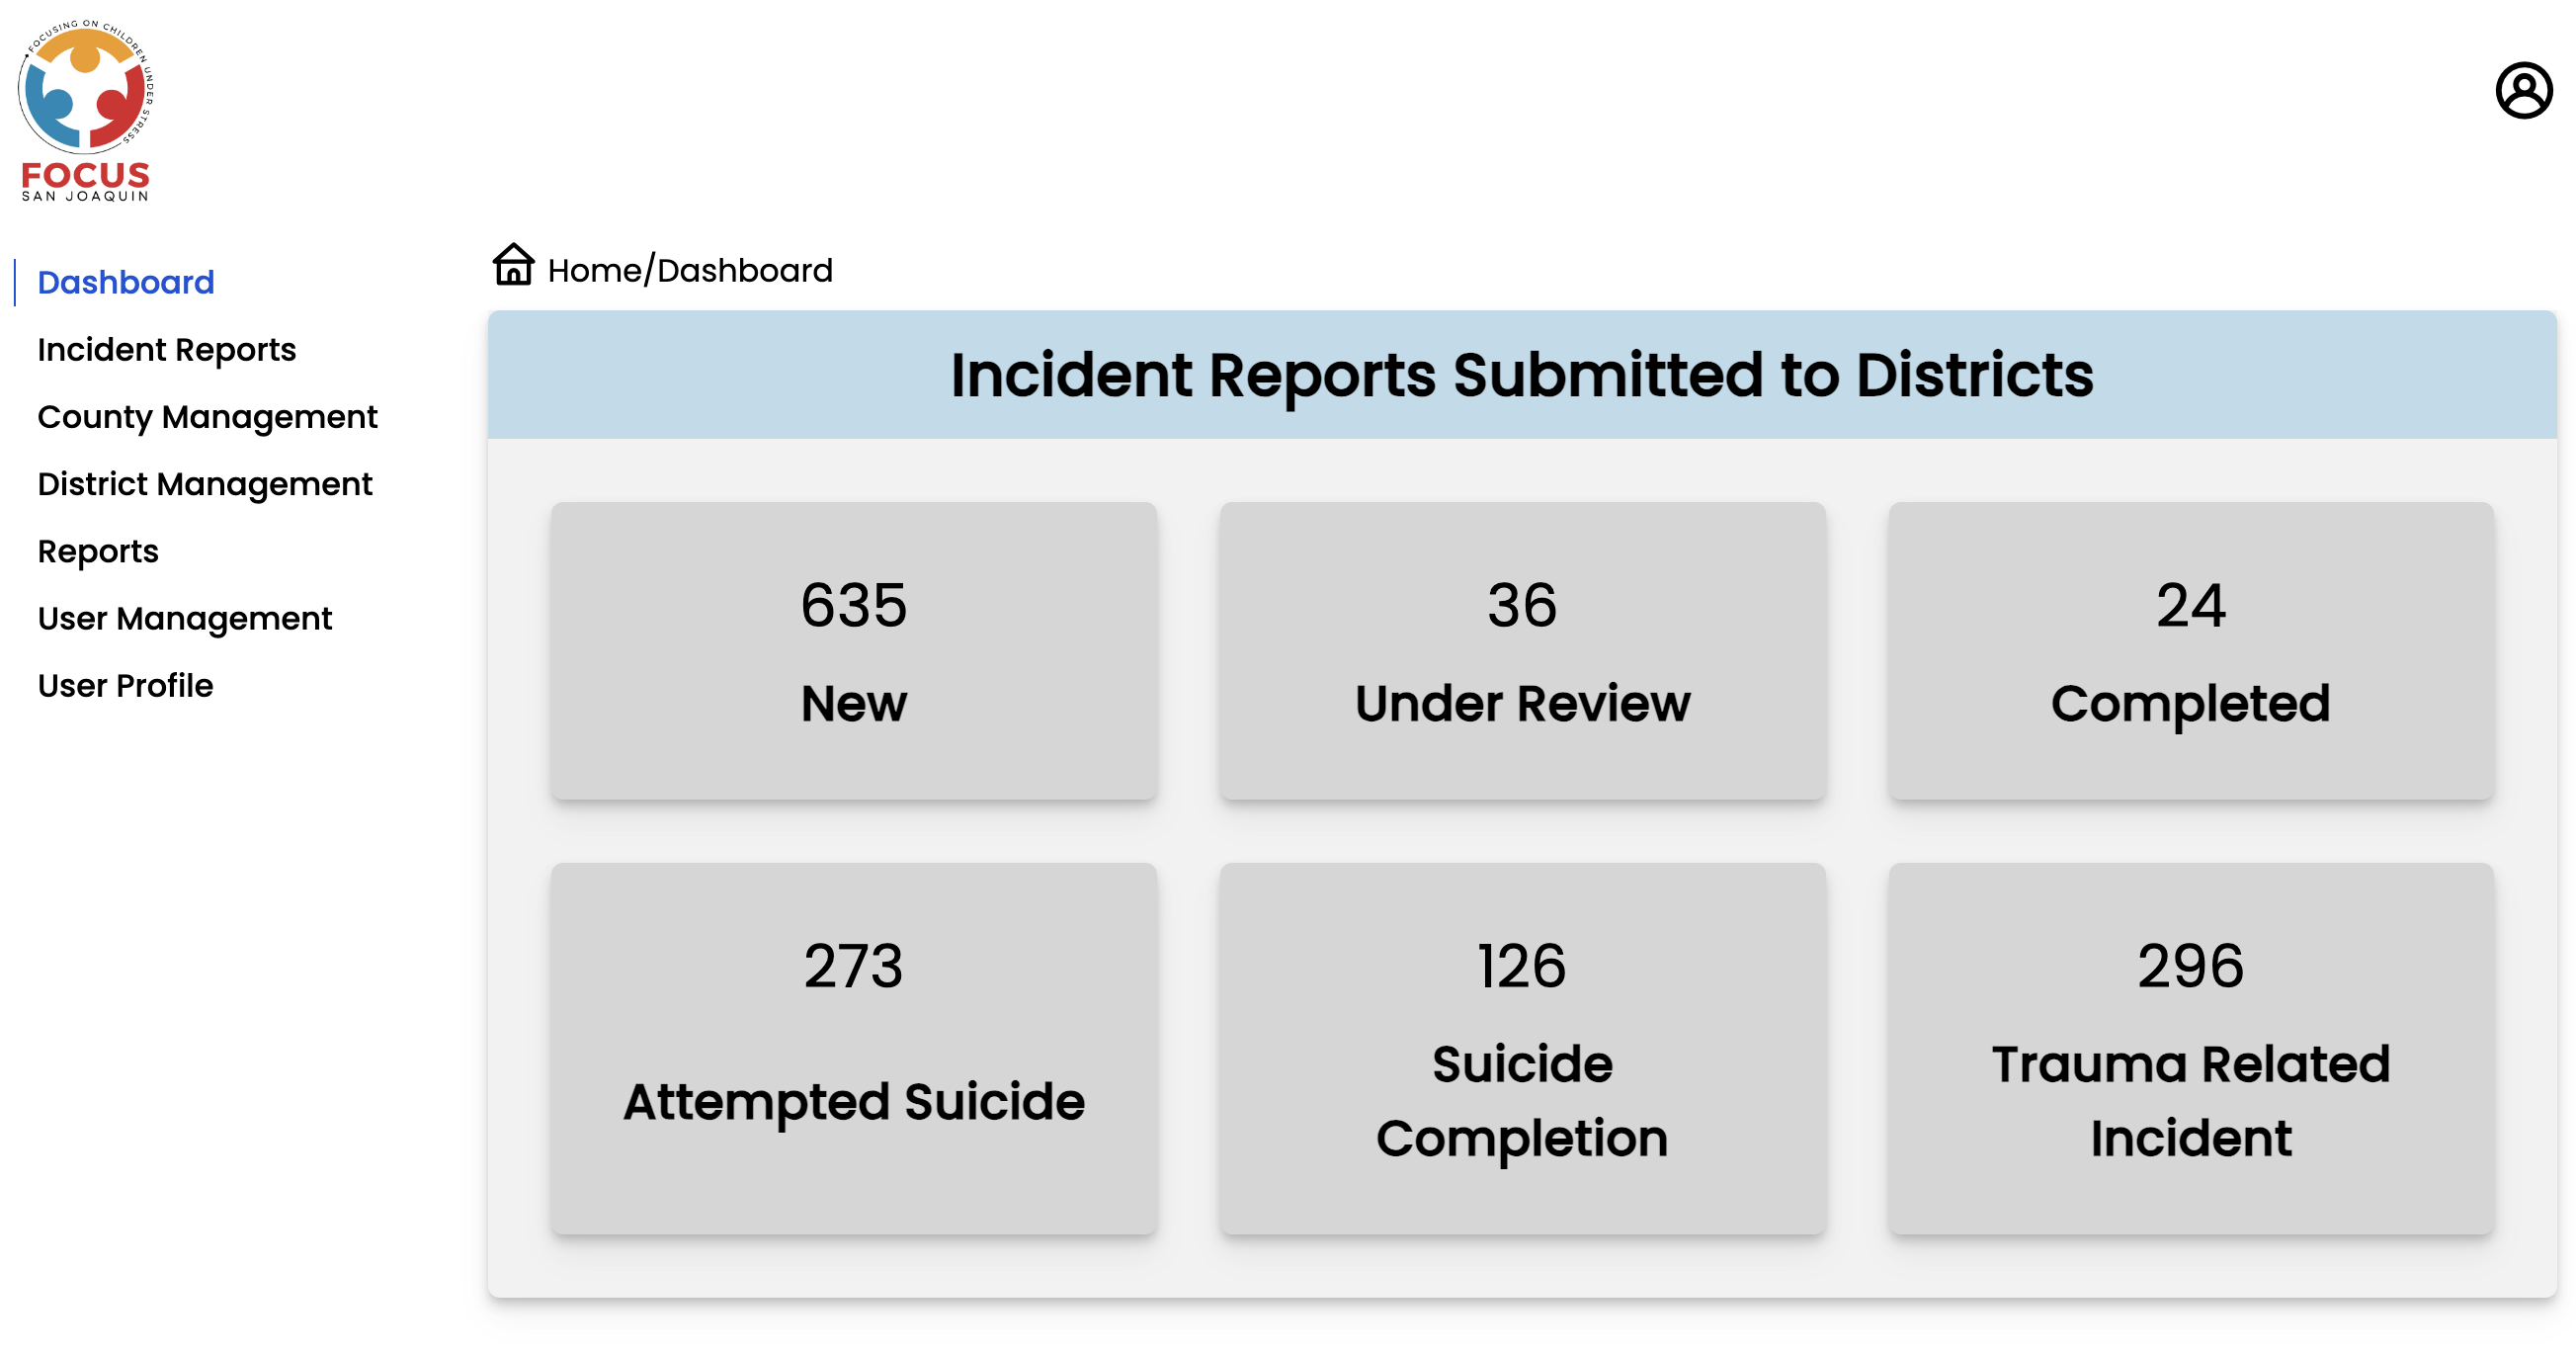 FOCUSING ON CHILDREN UNDER STRESS
FOCUS
SAN JOAQUIN
Dashboard
Incident Reports
County Management
District Management
Reports
User Management
User Profile
Home/Dashboard
Incident Reports Submitted to Districts
635
New
36
Under Review
24
Completed
273
Attempted Suicide
126
Suicide
Completion
296
Trauma Related
Incident